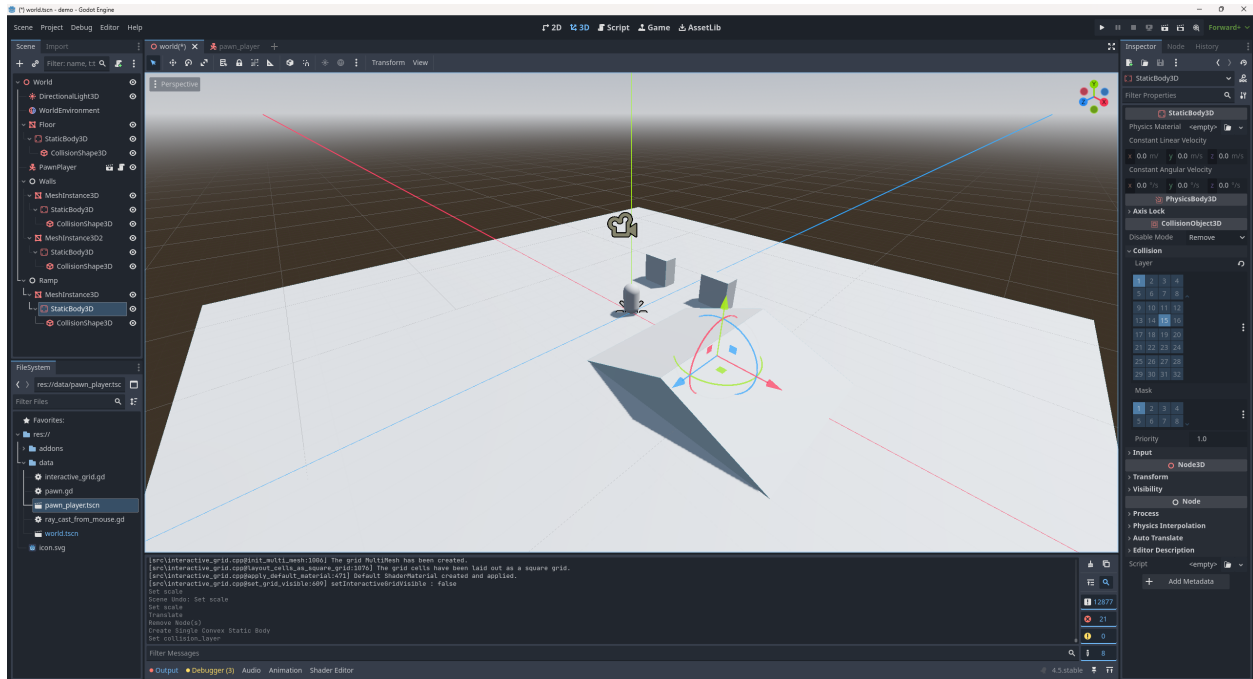 (*) world.tscn - demo - Godot Engine
Scene Project Debug Editor Help
2D 3D Script Game AssetLib
Forward+
Scene Import
world(*) pawn_player
Filter: name, t:t
Transform View
Perspective
World
DirectionalLight3D
WorldEnvironment
Floor
StaticBody3D
CollisionShape3D
PawnPlayer
Walls
MeshInstance3D
StaticBody3D
CollisionShape3D
MeshInstance3D2
StaticBody3D
CollisionShape3D
Ramp
MeshInstance3D
StaticBody3D
CollisionShape3D
FileSystem
res://data/pawn_player.tsc
Filter Files
Favorites:
res://
addons
data
interactive_grid.gd
pawn.gd
pawn_player.tscn
ray_cast_from_mouse.gd
world.tscn
icon.svg
Y
X
Z
[src\interactive_grid.cpp@init_multi_mesh:1006] The grid MultiMesh has been created.
[src\interactive_grid.cpp@layout_cells_as_square_grid:1076] The grid cells have been laid out as a square grid.
[src\interactive_grid.cpp@apply_default_material:471] Default ShaderMaterial created and applied.
[src\interactive_grid.cpp@set_grid_visible:609] setInteractiveGridVisible : false
Set scale
Scene Undo: Set scale
Set scale
Translate
Remove Node(s)
Create Single Convex Static Body
Set collision_layer
12877
21
0
8
Filter Messages
Output Debugger (3) Audio Animation Shader Editor
4.5.stable
Inspector Node History
StaticBody3D
Filter Properties
StaticBody3D
Physics Material <empty>
Constant Linear Velocity
x 0.0 m/ y 0.0 m/s z 0.0 m/s
Constant Angular Velocity
x 0.0 °/s y 0.0 °/s z 0.0 °/s
PhysicsBody3D
Axis Lock
CollisionObject3D
Disable Mode Remove
Collision
Layer
1 2 3 4
5 6 7 8
9 10 11 12
13 14 15 16
17 18 19 20
21 22 23 24
25 26 27 28
29 30 31 32
Mask
1 2 3 4
5 6 7 8
Priority 1.0
Input
Node3D
Transform
Visibility
Node
Process
Physics Interpolation
Auto Translate
Editor Description
Script <empty>
Add Metadata